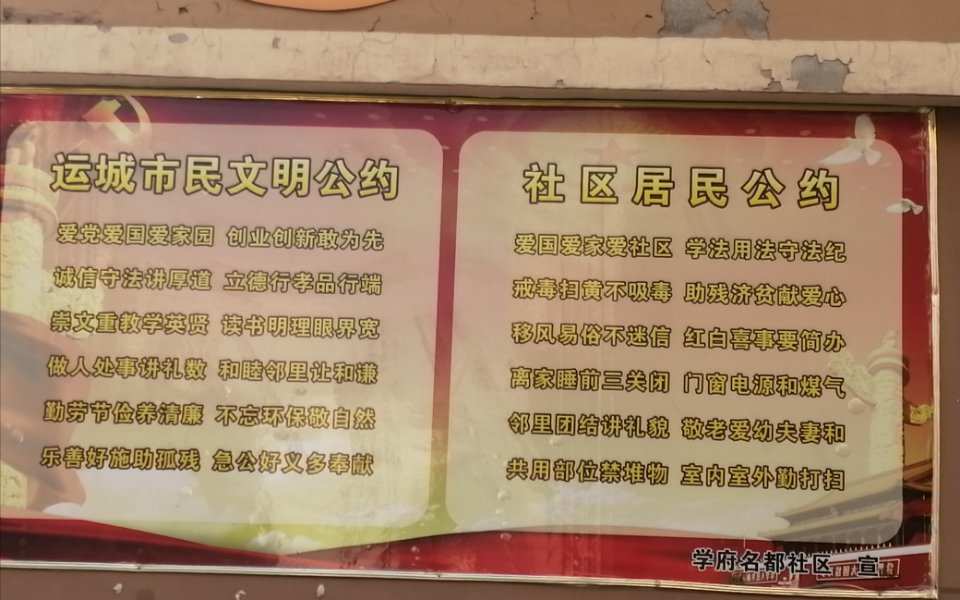 运城市民文明公约
爱党爱国爱家园 创业创新敢为先
诚信守法讲厚道 立德行孝品行端
崇文重教学英贤 读书明理眼界宽
做人处事讲礼数 和睦邻里让和谦
勤劳节俭养清廉 不忘环保敬自然
乐善好施助孤残 急公好义多奉献
社区居民公约
爱国爱家爱社区 学法用法守法纪
戒毒扫黄不吸毒 助残济贫献爱心
移风易俗不迷信 红白喜事要简办
离家睡前三关闭 门窗电源和煤气
邻里团结讲礼貌 敬老爱幼夫妻和
共用部位禁堆物 室内室外勤打扫
学府名都社区 宣